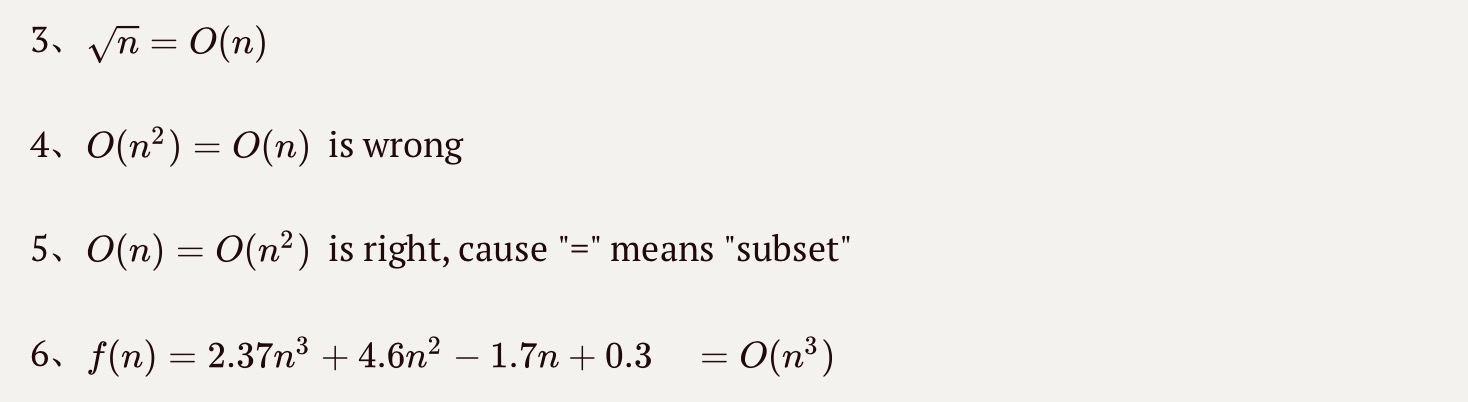 3、 √n = O(n)
4、 O(n²) = O(n) is wrong
5、 O(n) = O(n²) is right, cause "=" means "subset"
6、 f(n) = 2.37n³ + 4.6n² − 1.7n + 0.3 = O(n³)